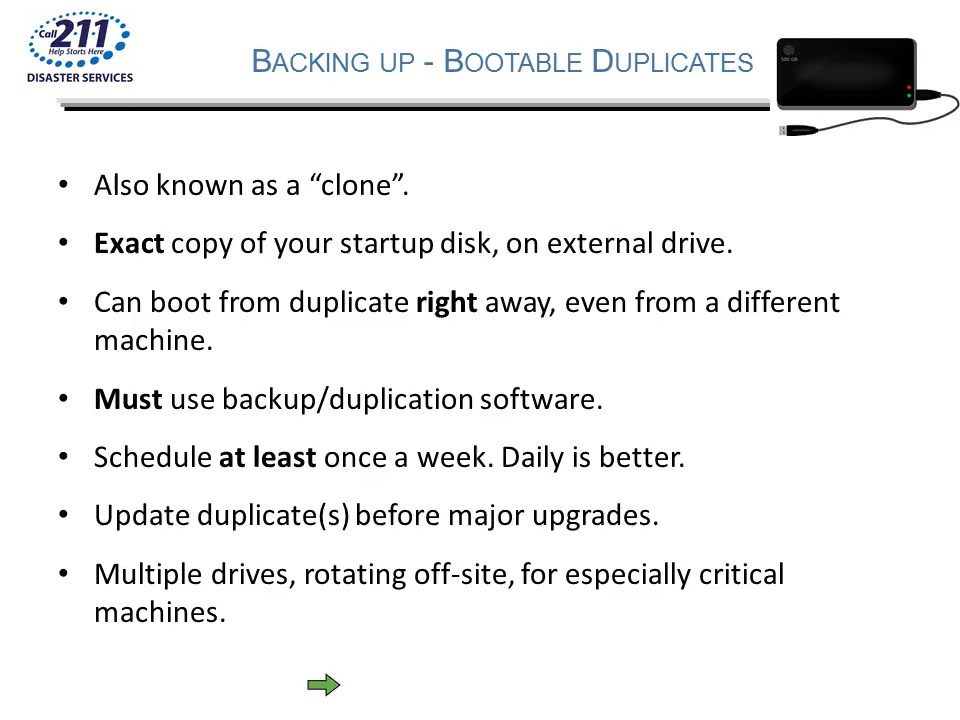 Call
211
Help Starts Here
DISASTER SERVICES
BACKING UP - BOOTABLE DUPLICATES
500 GB
• Also known as a “clone”.
• Exact copy of your startup disk, on external drive.
• Can boot from duplicate right away, even from a different
machine.
• Must use backup/duplication software.
• Schedule at least once a week. Daily is better.
• Update duplicate(s) before major upgrades.
• Multiple drives, rotating off-site, for especially critical
machines.